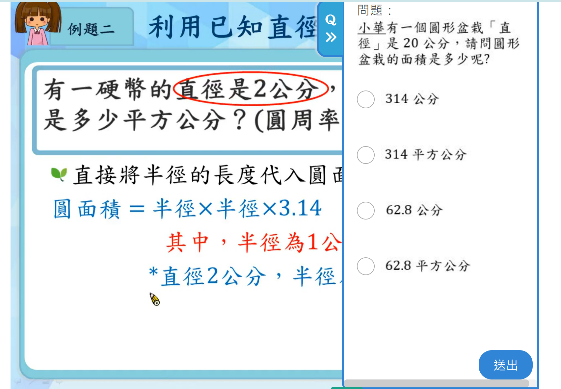 例題二
利用已知直徑
有一硬幣的直徑是2公分，
是多少平方公分？(圓周率
直接將半徑的長度代入圓面
圓面積 = 半徑×半徑×3.14
其中，半徑為1公
*直徑2公分，半徑
Q
»
問題：
小華有一個圓形盆栽「直
徑」是 20 公分，請問圓形
盆栽的面積是多少呢?
314 公分
314 平方公分
62.8 公分
62.8 平方公分
送出